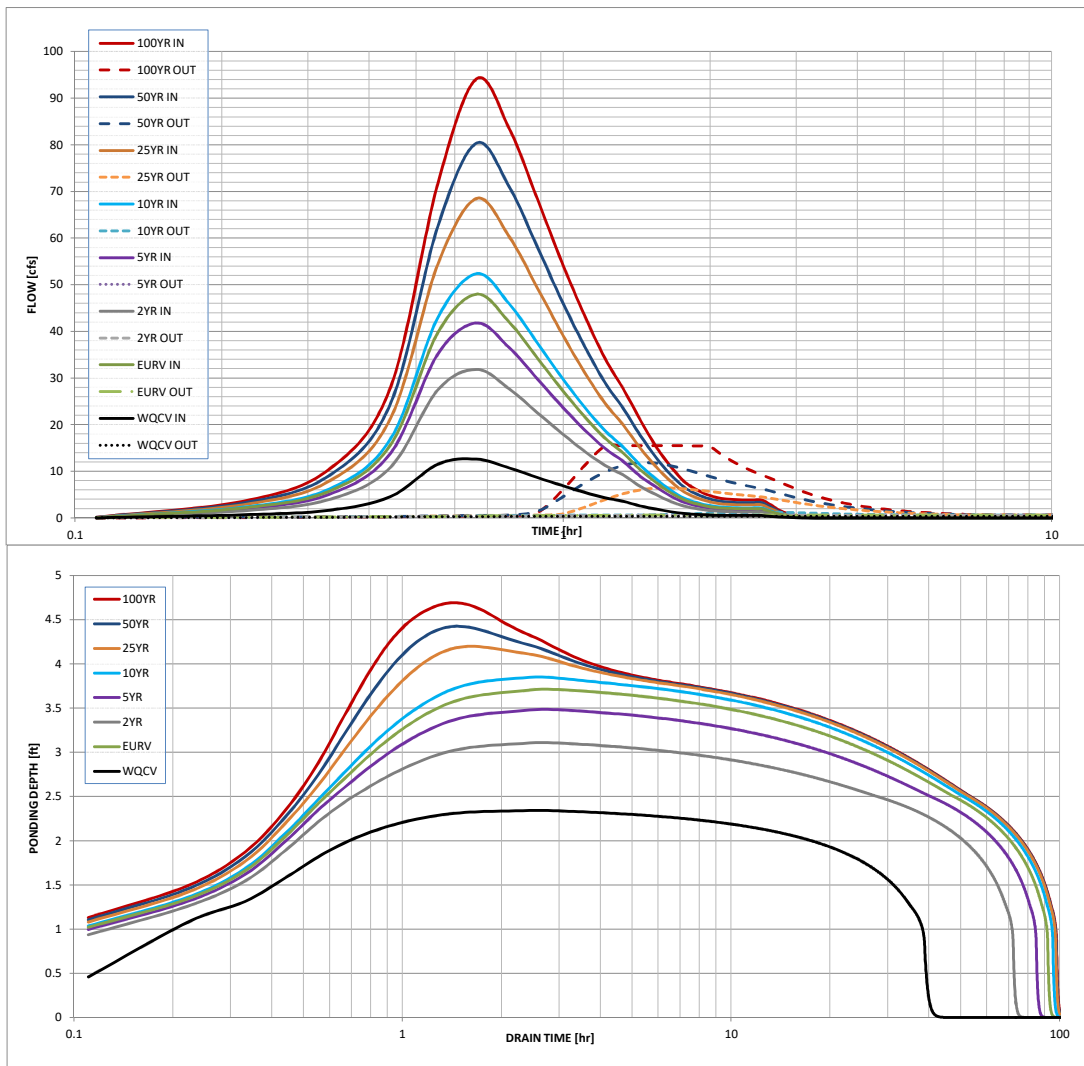 100YR IN
100YR OUT
50YR IN
50YR OUT
25YR IN
25YR OUT
10YR IN
10YR OUT
5YR IN
5YR OUT
2YR IN
2YR OUT
EURV IN
EURV OUT
WQCV IN
WQCV OUT
FLOW [cfs]
100
90
80
70
60
50
40
30
20
10
0
0.1
1
10
TIME [hr]
100YR
50YR
25YR
10YR
5YR
2YR
EURV
WQCV
PONDING DEPTH [ft]
5
4.5
4
3.5
3
2.5
2
1.5
1
0.5
0
0.1
1
10
100
DRAIN TIME [hr]